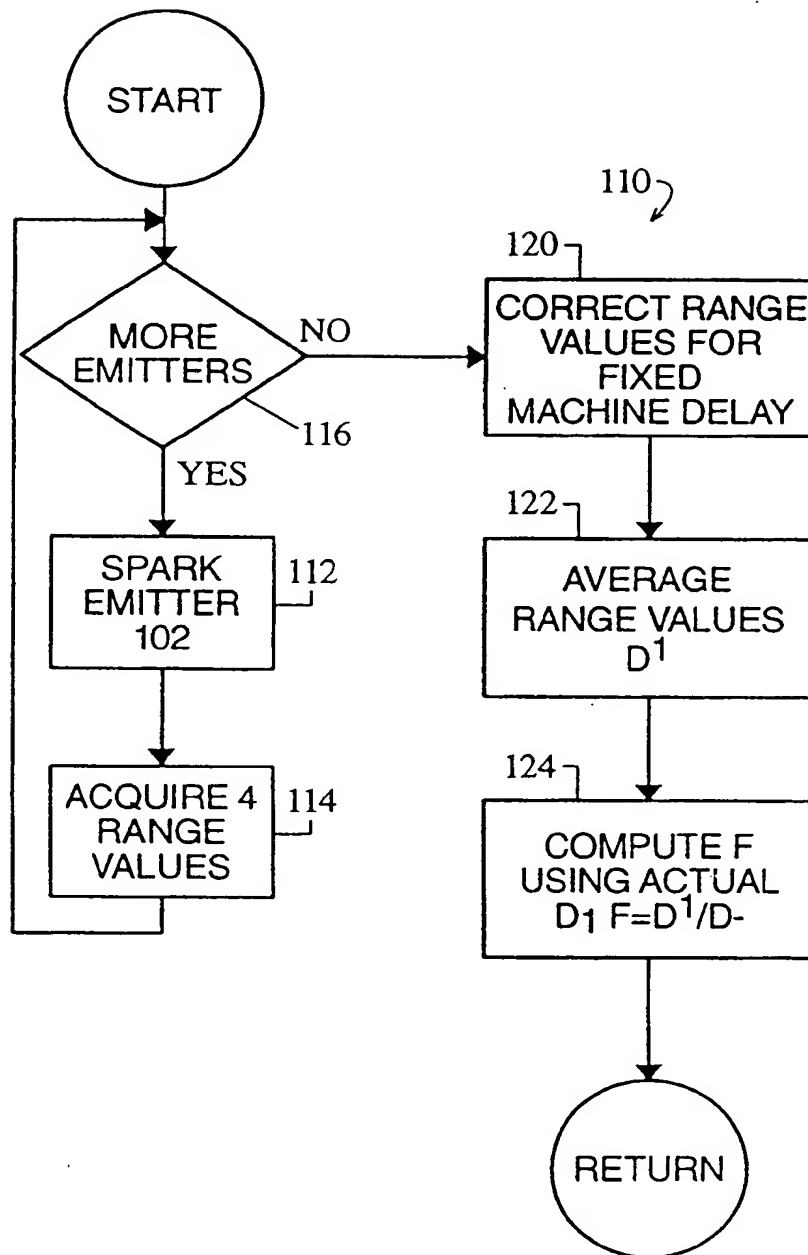 START
MORE
EMITTERS
NO
116
YES
SPARK
EMITTER
102
112
ACQUIRE 4
RANGE
VALUES
114
110
120
CORRECT RANGE
VALUES FOR
FIXED
MACHINE DELAY
122
AVERAGE
RANGE VALUES
D¹
124
COMPUTE F
USING ACTUAL
D1 F=D¹/D-
RETURN